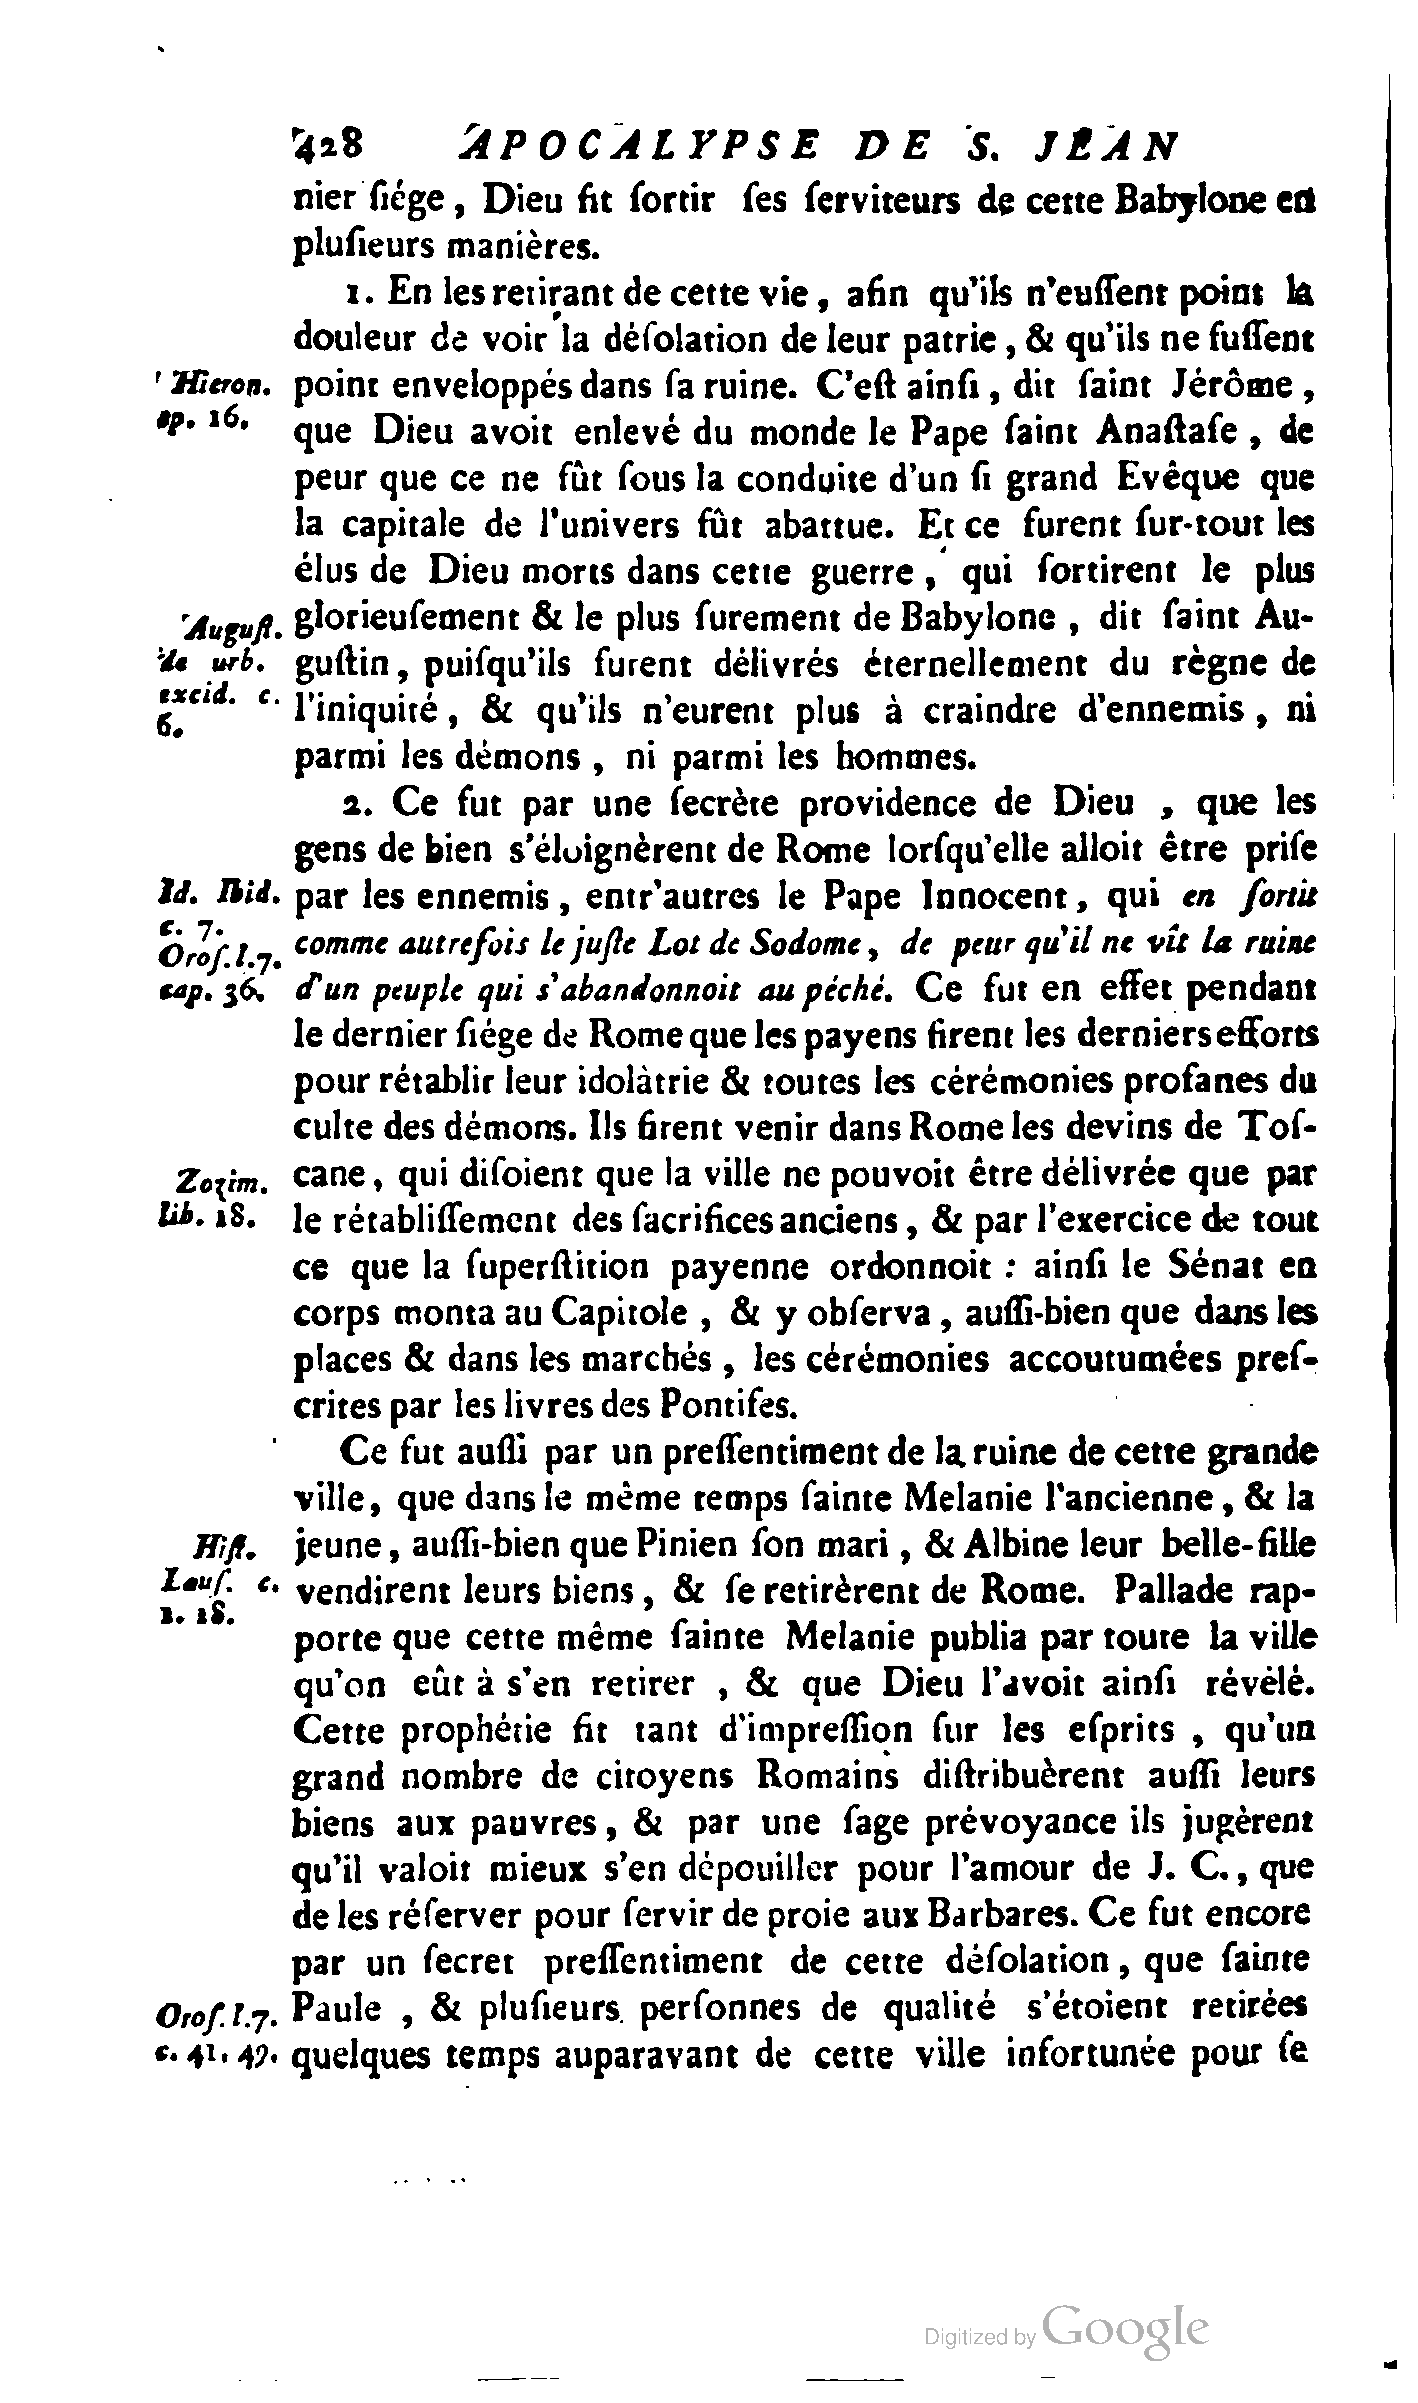 428 APOCALYPSE DE S. JEAN
nier ſiége, Dieu fit ſortir ſes ſerviteurs de cette Babylone en
pluſieurs manières.
1. En les retirant de cette vie, afin qu'ils n'euſſent point la
douleur de voir la déſolation de leur patrie, & qu'ils ne fuſſent
Hieron. point enveloppés dans ſa ruine. C'eſt ainſi, dit ſaint Jérôme,
ep. 16. que Dieu avoit enlevé du monde le Pape ſaint Anaſtaſe, de
peur que ce ne fût ſous la conduite d'un ſi grand Evêque que
la capitale de l'univers fût abattue. Et ce furent ſur-tout les
élus de Dieu morts dans cette guerre, qui ſortirent le plus
Auguſt. glorieuſement & le plus ſurement de Babylone, dit ſaint Au-
de urb. guſtin, puiſqu'ils furent délivrés éternellement du règne de
excid. c. l'iniquité, & qu'ils n'eurent plus à craindre d'ennemis, ni
6. parmi les démons, ni parmi les hommes.
2. Ce fut par une ſecrète providence de Dieu, que les
gens de bien s'éloignèrent de Rome lorſqu'elle alloit être priſe
Id. Ibid. par les ennemis, entr'autres le Pape Innocent, qui en ſortit
c. 7.
Oroſ. l. 7. comme autrefois le juſte Lot de Sodome, de peur qu'il ne vît la ruine
cap. 36. d'un peuple qui s'abandonnoit au péché. Ce fut en effet pendant
le dernier ſiége de Rome que les payens firent les derniers efforts
pour rétablir leur idolàtrie & toutes les cérémonies profanes du
culte des démons. Ils firent venir dans Rome les devins de Toſ-
Zozim. cane, qui diſoient que la ville ne pouvoit être délivrée que par
lib. 18. le rétabliſſement des ſacrifices anciens, & par l'exercice de tout
ce que la ſuperſtition payenne ordonnoit : ainſi le Sénat en
corps monta au Capitole, & y obſerva, auſſi-bien que dans les
places & dans les marchés, les cérémonies accoutumées preſ-
crites par les livres des Pontifes.
Ce fut auſſi par un preſſentiment de la ruine de cette grande
ville, que dans le même temps ſainte Melanie l'ancienne, & la
Hiſt. jeune, auſſi-bien que Pinien ſon mari, & Albine leur belle-fille
Lauſ. c. vendirent leurs biens, & ſe retirèrent de Rome. Pallade rap-
1. 18. porte que cette même ſainte Melanie publia par toute la ville
qu'on eût à s'en retirer, & que Dieu l'avoit ainſi révélé.
Cette prophétie fit tant d'impreſſion ſur les eſprits, qu'un
grand nombre de citoyens Romains diſtribuèrent auſſi leurs
biens aux pauvres, & par une ſage prévoyance ils jugèrent
qu'il valoit mieux s'en dépouiller pour l'amour de J. C., que
de les réſerver pour ſervir de proie aux Barbares. Ce fut encore
par un ſecret preſſentiment de cette déſolation, que ſainte
Oroſ. l. 7. Paule, & pluſieurs perſonnes de qualité s'étoient retirées
c. 41. 49. quelques temps auparavant de cette ville infortunée pour ſe
Digitized by Google